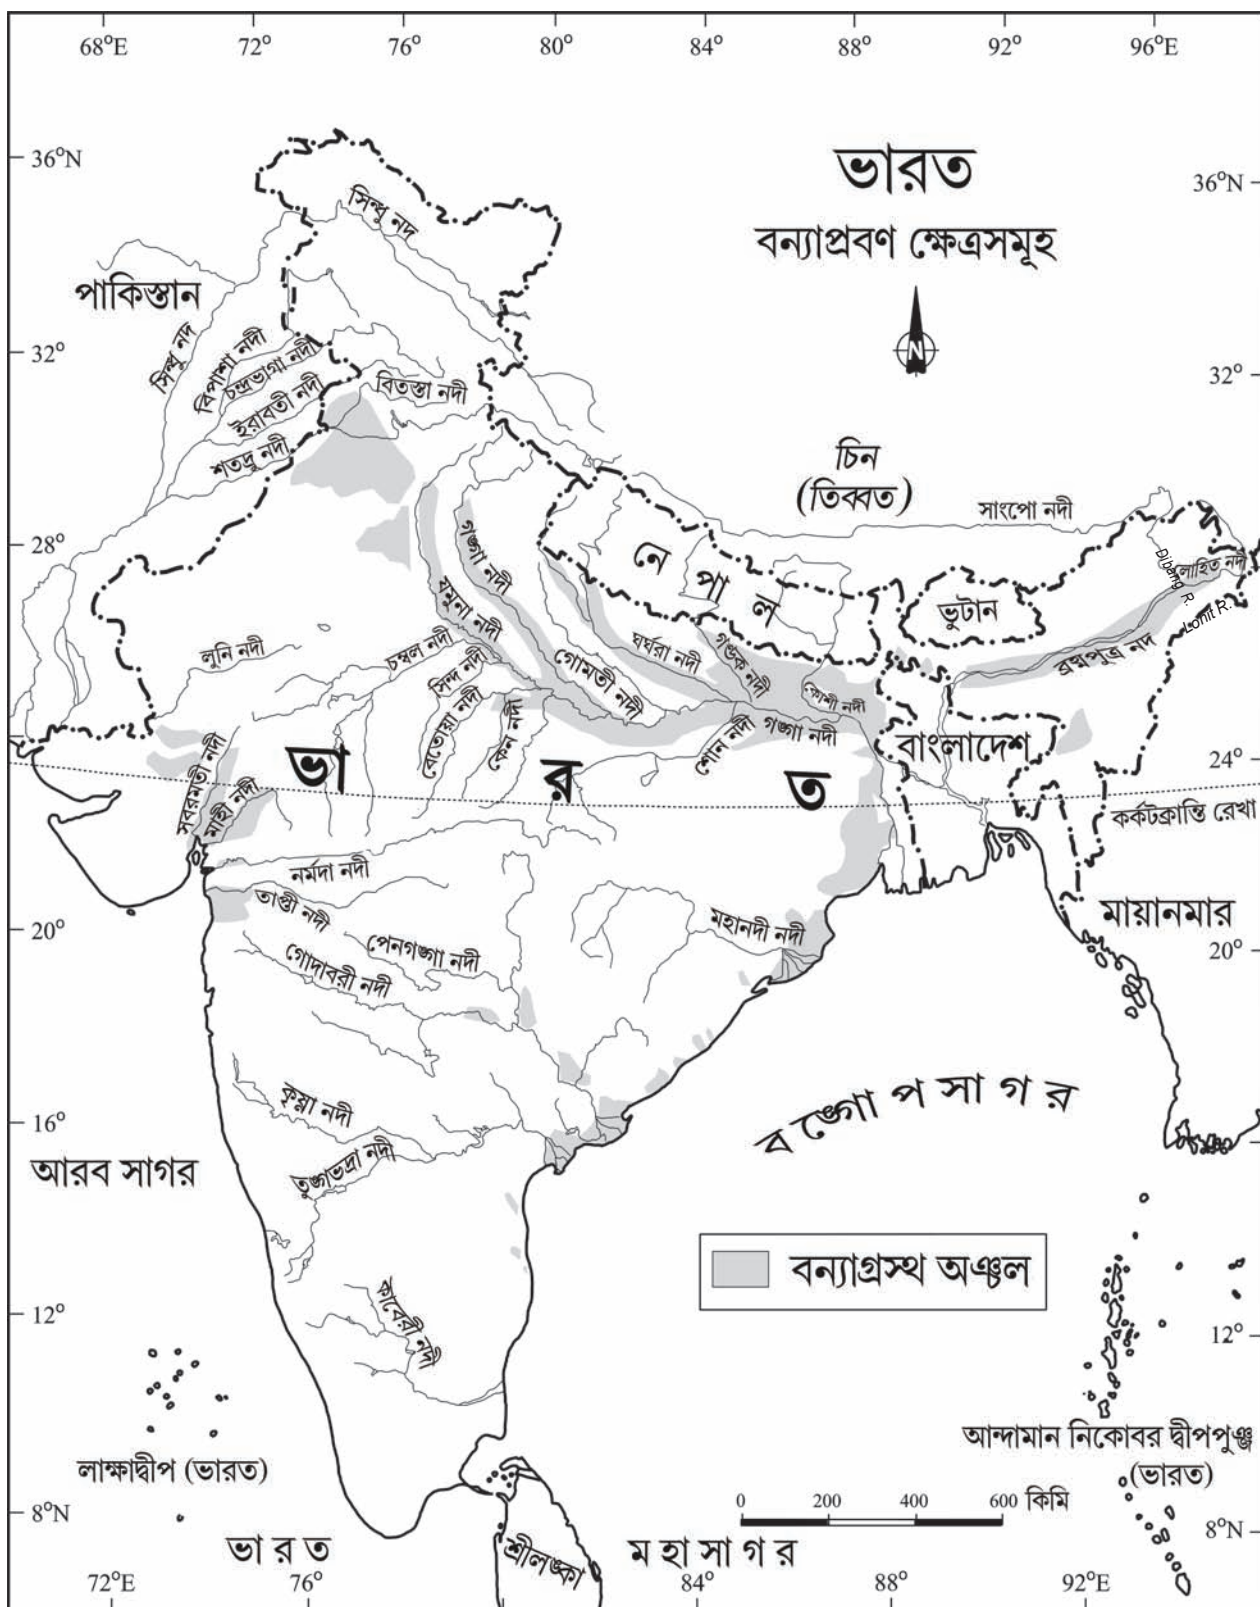 68°E 72° 76° 80° 84° 88° 92° 96°E
36°N
ভারত
36°N
বন্যাপ্রবণ ক্ষেত্রসমূহ
সিন্ধু নদ
পাকিস্তান
সিন্ধু নদ
বিপাশা নদী
চন্দ্রভাগা নদী
ইরাবতী নদী
শতদ্রু নদী
বিতস্তা নদী
N
32°
32°
চিন
(তিব্বত)
সাংপো নদী
28°
নেপাল
ভুটান
Dibang R.
লোহিত নদী
Lohit R.
ব্রহ্মপুত্র নদ
গঙ্গা নদী
যমুনা নদী
লুনি নদী
চম্বল নদী
সিন্দ নদী
বেতোয়া নদী
কেন নদী
গোমতী নদী
ঘর্ঘরা নদী
গণ্ডক নদী
কোশী নদী
গঙ্গা নদী
শোন নদী
বাংলাদেশ
24°
ভারত
সবরমতী নদী
মাহী নদী
কর্কটক্রান্তি রেখা
নর্মদা নদী
তাপ্তী নদী
পেনগঙ্গা নদী
গোদাবরী নদী
মহানদী নদী
মায়ানমার
20°
20°
কৃষ্ণা নদী
তুঙ্গভদ্রা নদী
বঙ্গোপসাগর
16°
আরব সাগর
বন্যাগ্রস্থ অঞ্চল
কাবেরী নদী
12°
12°
লাক্ষাদ্বীপ (ভারত)
আন্দামান নিকোবর দ্বীপপুঞ্জ
(ভারত)
0 200 400 600 কিমি
8°N
8°N
ভারত মহাসাগর
শ্রীলঙ্কা
72°E 76° 84° 88° 92°E